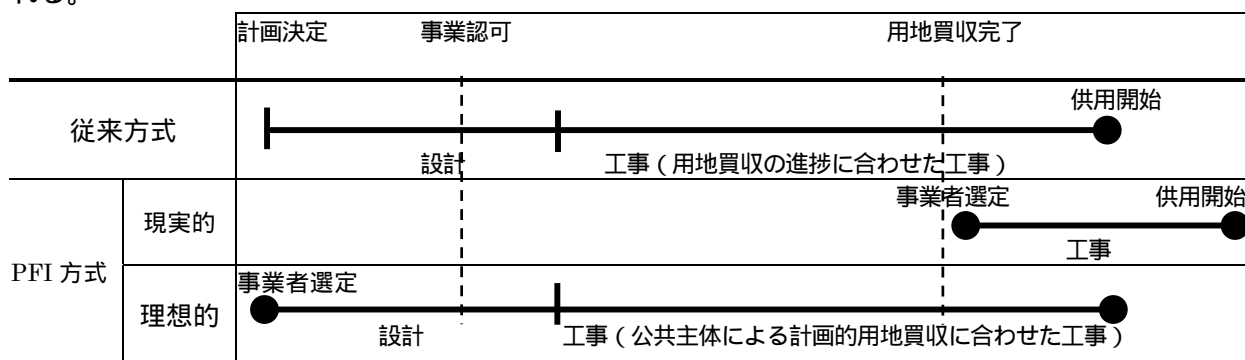 れる。
計画決定 事業認可 用地買収完了
供用開始
従来方式
設計 工事(用地買収の進捗に合わせた工事)
事業者選定 供用開始
現実的
工事
PFI 方式
事業者選定
理想的
設計 工事(公共主体による計画的用地買収に合わせた工事)